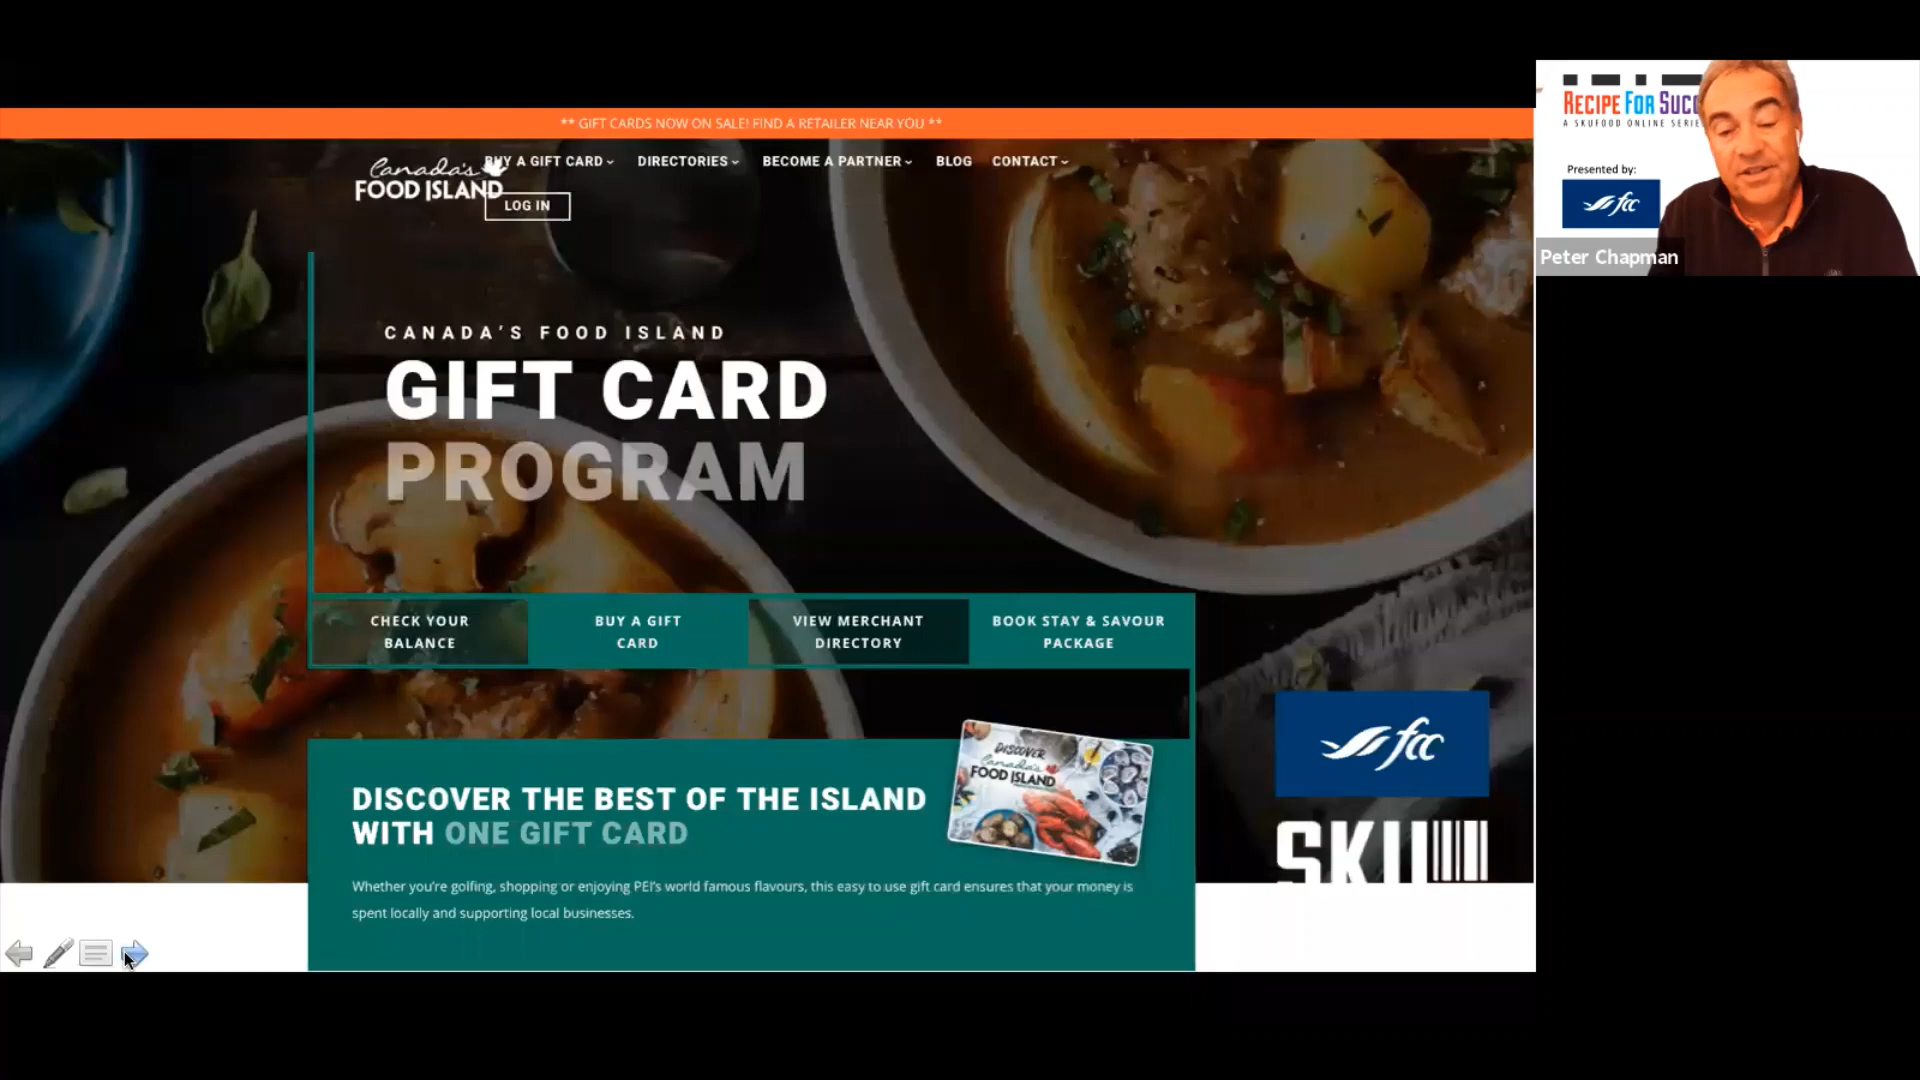 ** GIFT CARDS NOW ON SALE! FIND A RETAILER NEAR YOU **
Canada's
FOOD ISLAND
BUY A GIFT CARD
DIRECTORIES
BECOME A PARTNER
BLOG
CONTACT
LOG IN
CANADA'S FOOD ISLAND
GIFT CARD
PROGRAM
CHECK YOUR
BALANCE
BUY A GIFT
CARD
VIEW MERCHANT
DIRECTORY
BOOK STAY & SAVOUR
PACKAGE
DISCOVER THE BEST OF THE ISLAND
WITH ONE GIFT CARD
Whether you're golfing, shopping or enjoying PEI's world famous flavours, this easy to use gift card ensures that your money is
spent locally and supporting local businesses.
DISCOVER
Canada's
FOOD ISLAND
fcc
SKU
RECIPE FOR SUCC
A SKUFOOD ONLINE SERIE
Presented by:
fcc
Peter Chapman